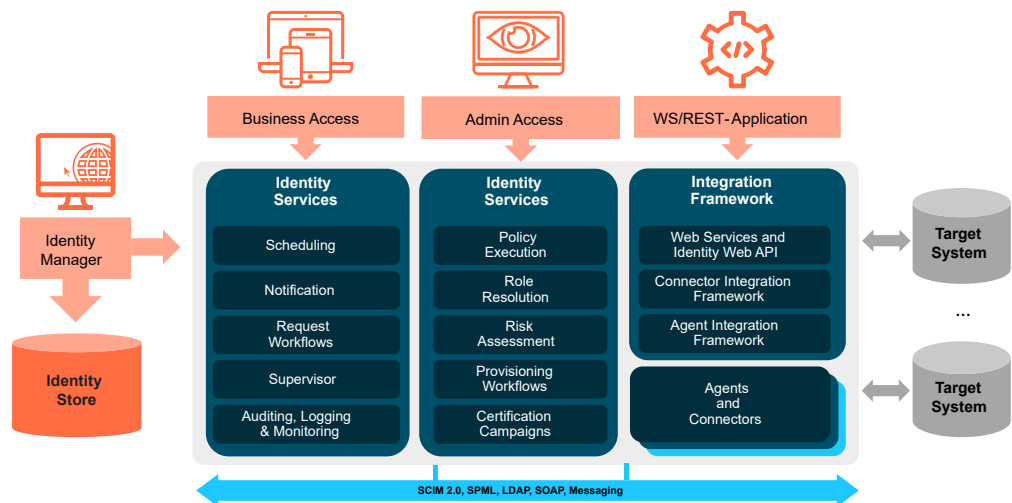 Business Access
Admin Access
WS/REST-Application
Identity
Manager
Identity
Store
Identity
Services
Scheduling
Notification
Request
Workflows
Supervisor
Auditing, Logging
& Monitoring
Identity
Services
Policy
Execution
Role
Resolution
Risk
Assessment
Provisioning
Workflows
Certification
Campaigns
Integration
Framework
Web Services and
Identity Web API
Connector Integration
Framework
Agent Integration
Framework
Agents
and
Connectors
Target
System
...
Target
System
SCIM 2.0, SPML, LDAP, SOAP, Messaging